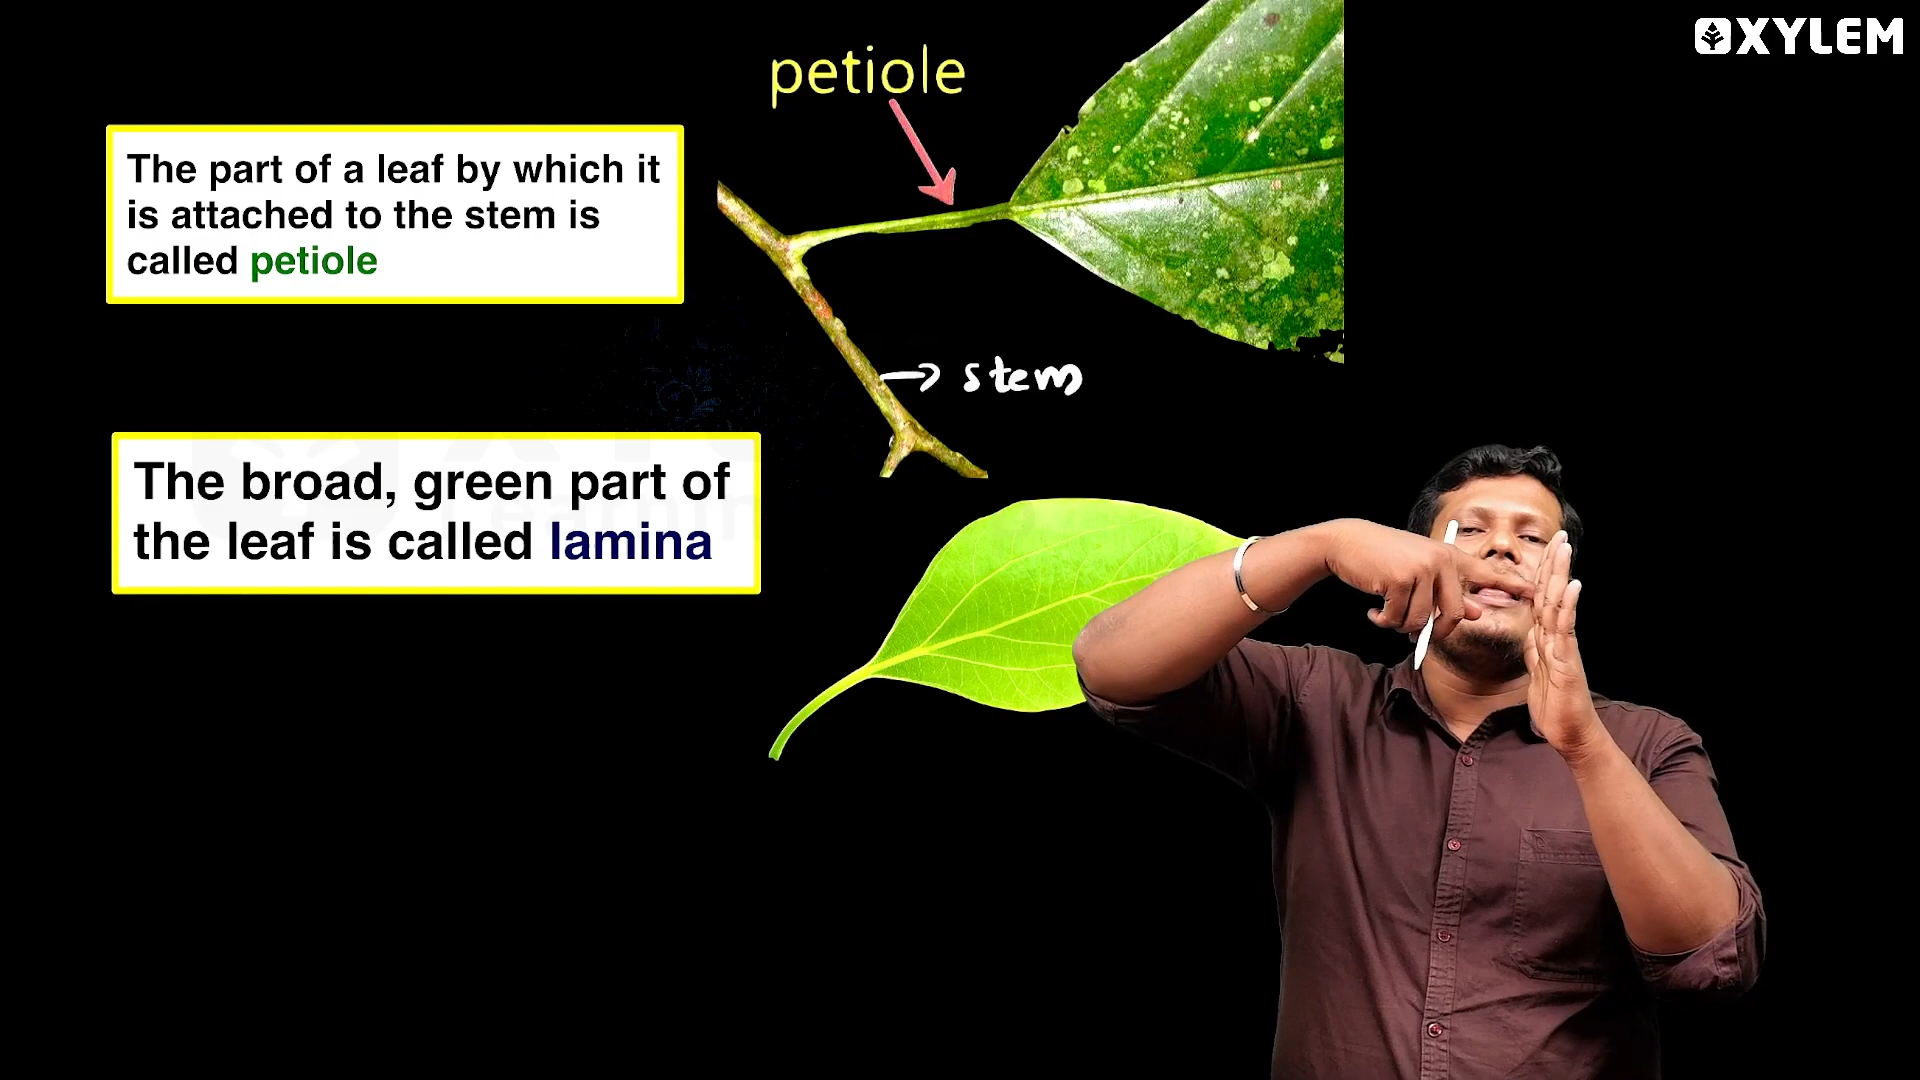 XYLEM
petiole
The part of a leaf by which it
is attached to the stem is
called petiole
stem
The broad, green part of
the leaf is called lamina